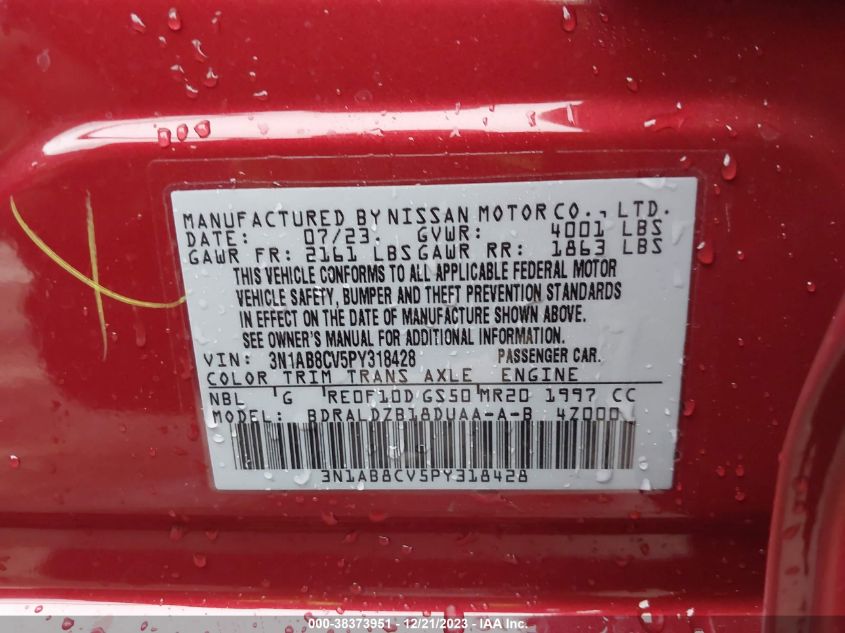 MANUFACTURED BY NISSAN MOTOR CO., LTD.
DATE: 07/23. GVWR: 4001 LBS
GAWR FR: 2161 LBS GAWR RR: 1863 LBS
THIS VEHICLE CONFORMS TO ALL APPLICABLE FEDERAL MOTOR
VEHICLE SAFETY, BUMPER AND THEFT PREVENTION STANDARDS
IN EFFECT ON THE DATE OF MANUFACTURE SHOWN ABOVE.
SEE OWNER'S MANUAL FOR ADDITIONAL INFORMATION.
VIN: 3N1AB8CV5PY318428 PASSENGER CAR.
COLOR TRIM TRANS AXLE ENGINE
NBL G RE0F10D GS50 MR20 1997 CC
MODEL: BDRALDZB18DUAA-A-B 4Z000
3N1AB8CV5PY318428
000-38373951 – 12/21/2023 – IAA Inc.